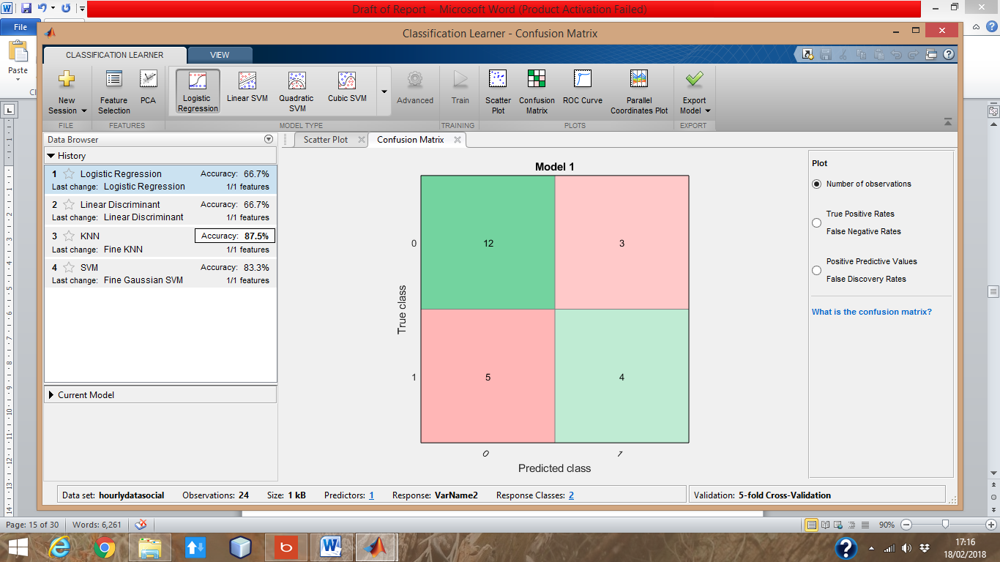 Draft of Report - Microsoft Word (Product Activation Failed)
File
Classification Learner - Confusion Matrix
CLASSIFICATION LEARNER
VIEW
Paste
New Session
Feature Selection
PCA
Logistic Regression
Linear SVM
Quadratic SVM
Cubic SVM
Advanced
Train
Scatter Plot
Confusion Matrix
ROC Curve
Parallel Coordinates Plot
Export Model
FILE
FEATURES
MODEL TYPE
TRAINING
PLOTS
EXPORT
Data Browser
History
1 Logistic Regression Accuracy: 66.7%
Last change: Logistic Regression 1/1 features
2 Linear Discriminant Accuracy: 66.7%
Last change: Linear Discriminant 1/1 features
3 KNN Accuracy: 87.5%
Last change: Fine KNN 1/1 features
4 SVM Accuracy: 83.3%
Last change: Fine Gaussian SVM 1/1 features
Current Model
Scatter Plot
Confusion Matrix
Model 1
True class
0
12
3
1
5
4
0
1
Predicted class
Plot
Number of observations
True Positive Rates
False Negative Rates
Positive Predictive Values
False Discovery Rates
What is the confusion matrix?
Data set: hourlydatasocial Observations: 24 Size: 1 kB Predictors: 1 Response: VarName2 Response Classes: 2
Validation: 5-fold Cross-Validation
Page: 15 of 30
Words: 6,261
90%
17:16
18/02/2018